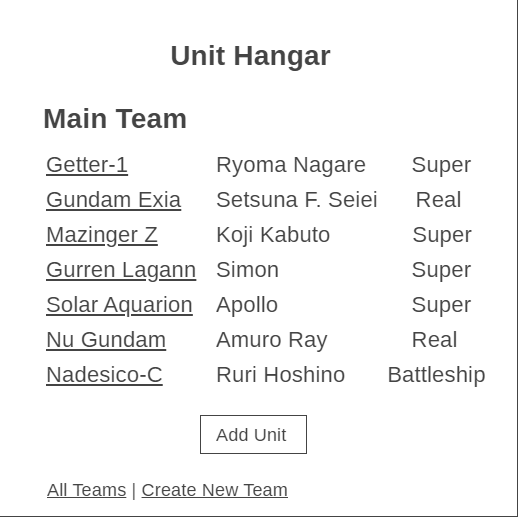 Unit Hangar
Main Team
Getter-1 Ryoma Nagare Super
Gundam Exia Setsuna F. Seiei Real
Mazinger Z Koji Kabuto Super
Gurren Lagann Simon Super
Solar Aquarion Apollo Super
Nu Gundam Amuro Ray Real
Nadesico-C Ruri Hoshino Battleship
Add Unit
All Teams | Create New Team